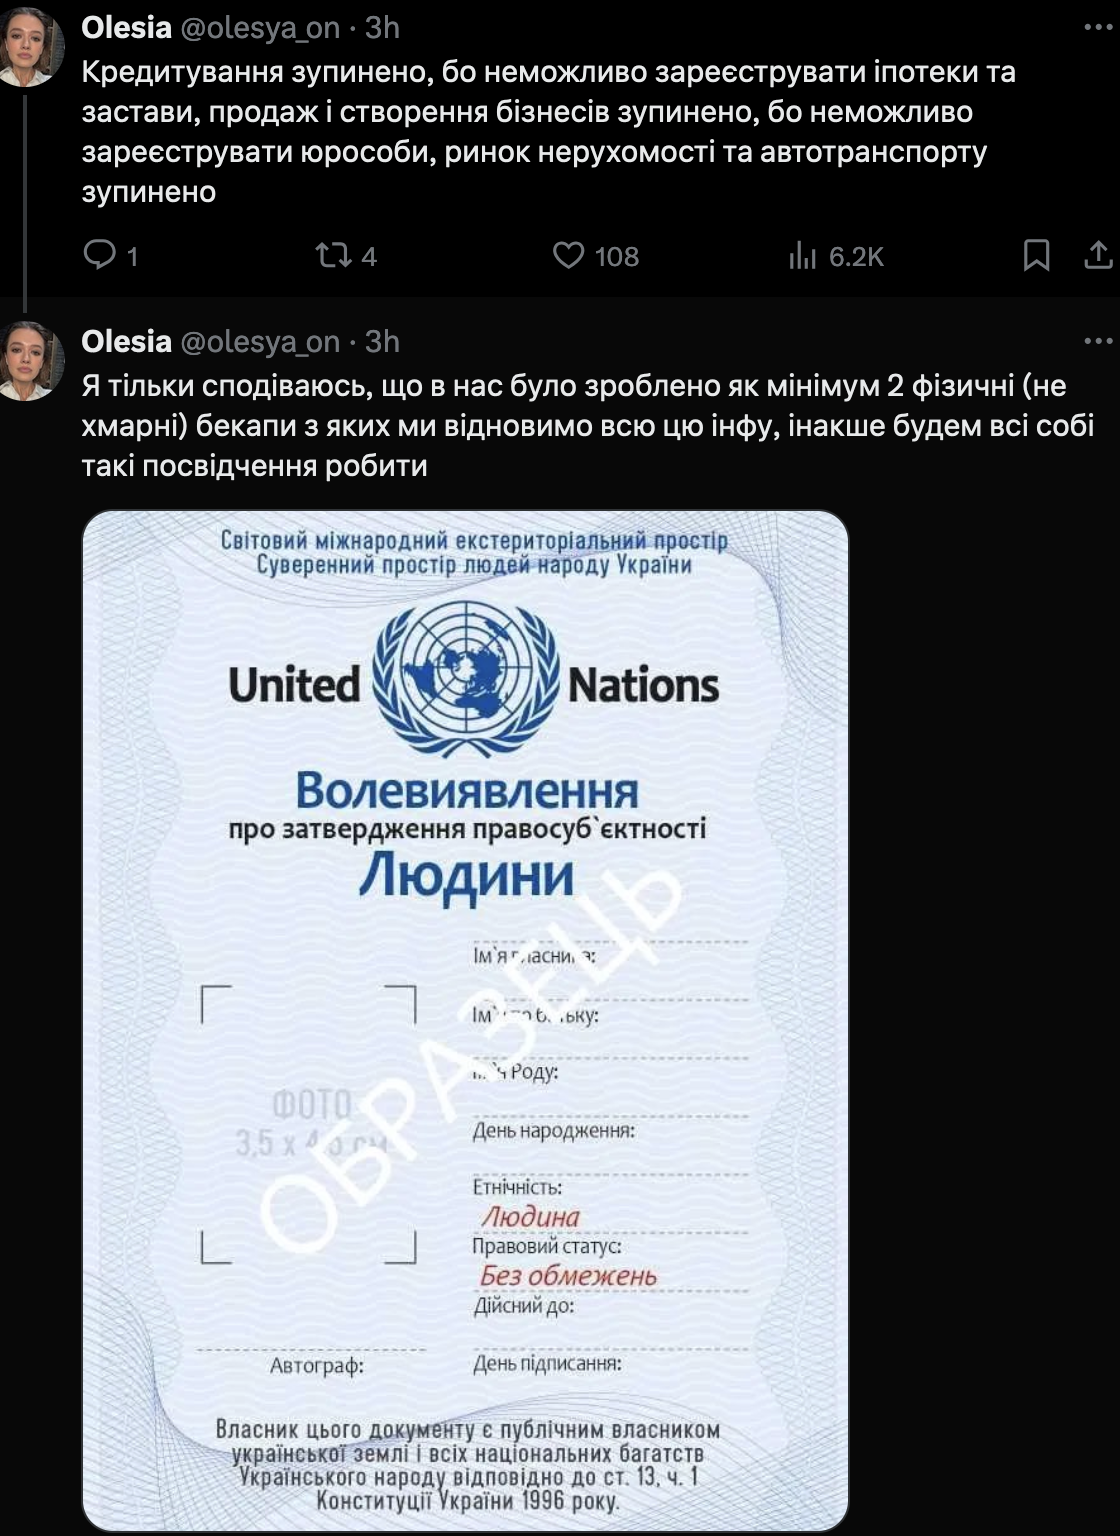 Olesia @olesya_on · 3h
Кредитування зупинено, бо неможливо зареєструвати іпотеки та
застави, продаж і створення бізнесів зупинено, бо неможливо
зареєструвати юрособи, ринок нерухомості та автотранспорту
зупинено
1 4 108 6.2K
Olesia @olesya_on · 3h
Я тільки сподіваюсь, що в нас було зроблено як мінімум 2 фізичні (не
хмарні) бекапи з яких ми відновимо всю цю інфу, інакше будем всі собі
такі посвідчення робити
Світовий міжнародний екстериторіальний простір
Суверенний простір людей народу України
United Nations
Волевиявлення
про затвердження правосуб`єктності
Людини
ОБРАЗЕЦЬ
Ім`я власника:
Ім`я по батьку:
Роду:
ФОТО
3,5 х см
День народження:
Етнічність:
Людина
Правовий статус:
Без обмежень
Дійсний до:
Автограф:
День підписання:
Власник цього документу є публічним власником
української землі і всіх національних багатств
Українського народу відповідно до ст. 13, ч. 1
Конституції України 1996 року.